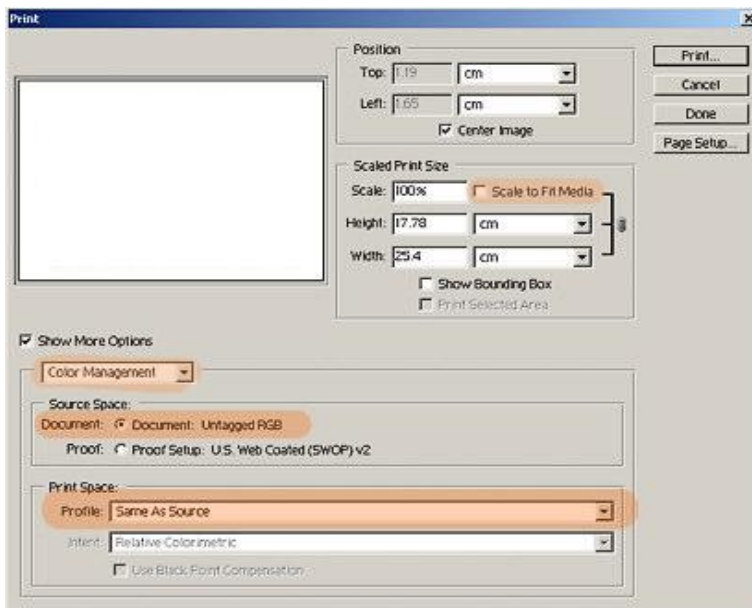 Print
Position
Top: 1.19 cm
Left: 1.65 cm
Center Image
Print...
Cancel
Done
Page Setup...
Scaled Print Size
Scale: 100% Scale to Fit Media
Height: 17.78 cm
Width: 25.4 cm
Show Bounding Box
Print Selected Area
Show More Options
Color Management
Source Space:
Document: Document: Untagged RGB
Proof: Proof Setup: U.S. Web Coated (SWOP) v2
Print Space:
Profile: Same As Source
Intent: Relative Colorimetric
Use Black Point Compensation